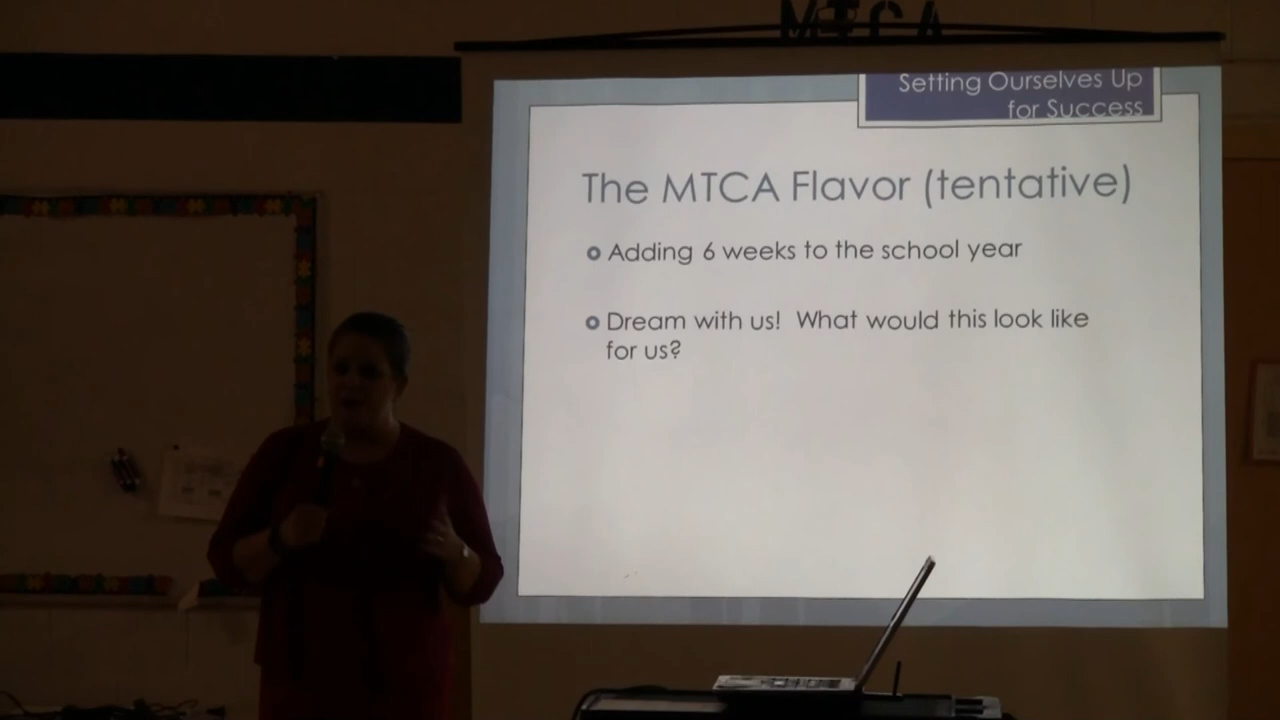 MTCA
Setting Ourselves Up
for Success
The MTCA Flavor (tentative)
Adding 6 weeks to the school year
Dream with us! What would this look like
for us?